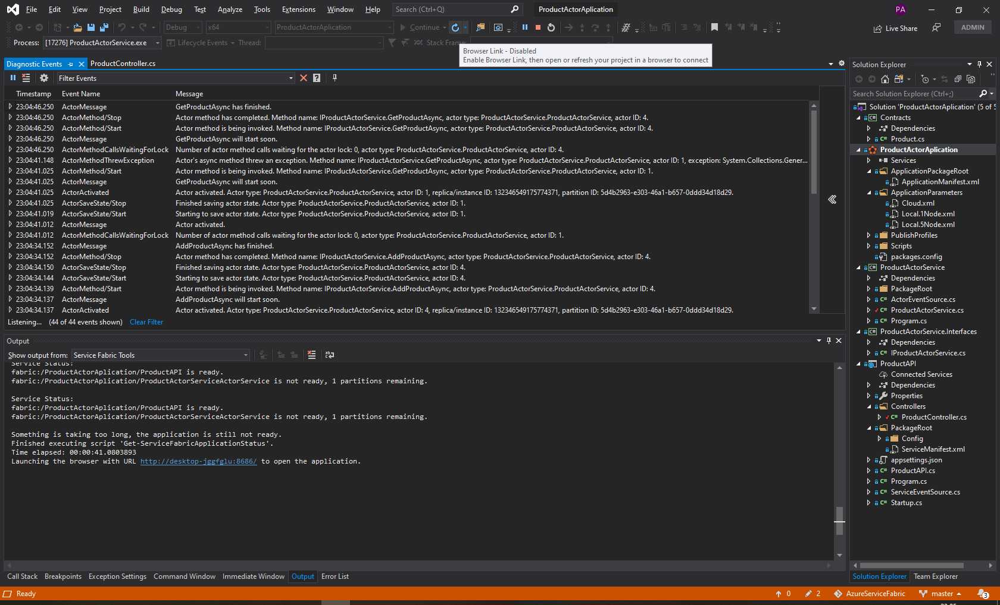 File Edit View Project Build Debug Test Analyze Tools Extensions Window Help Search (Ctrl+Q) ProductActorAplication PA
Debug x64 ProductActorAplication Continue Live Share ADMIN
Process: [17276] ProductActorService.exe Lifecycle Events Thread: Stack Frame
Browser Link - Disabled
Enable Browser Link, then open or refresh your project in a browser to connect
Diagnostic Events ProductController.cs
Filter Events
Timestamp Event Name Message
23:04:46.250 ActorMessage GetProductAsync has finished.
23:04:46.250 ActorMethod/Stop Actor method has completed. Method name: IProductActorService.GetProductAsync, actor type: ProductActorService.ProductActorService, actor ID: 4.
23:04:46.250 ActorMethod/Start Actor method is being invoked. Method name: IProductActorService.GetProductAsync, actor type: ProductActorService.ProductActorService, actor ID: 4.
23:04:46.250 ActorMessage GetProductAsync will start soon.
23:04:46.250 ActorMethodCallsWaitingForLock Number of actor method calls waiting for the actor lock: 0, actor type: ProductActorService.ProductActorService, actor ID: 4.
23:04:41.148 ActorMethodThrewException Actor's async method threw an exception. Method name: IProductActorService.GetProductAsync, actor type: ProductActorService.ProductActorService, actor ID: 1, exception: System.Collections.Gener...
23:04:41.025 ActorMethod/Start Actor method is being invoked. Method name: IProductActorService.GetProductAsync, actor type: ProductActorService.ProductActorService, actor ID: 1.
23:04:41.025 ActorMessage GetProductAsync will start soon.
23:04:41.025 ActorActivated Actor activated. Actor type: ProductActorService.ProductActorService, actor ID: 1, replica/instance ID: 132346549175774371, partition ID: 5d4b2963-e303-46a1-b657-0ddd34d18d29.
23:04:41.025 ActorSaveState/Stop Finished saving actor state. Actor type: ProductActorService.ProductActorService, actor ID: 1.
23:04:41.019 ActorSaveState/Start Starting to save actor state. Actor type: ProductActorService.ProductActorService, actor ID: 1.
23:04:41.012 ActorMessage Actor activated.
23:04:41.012 ActorMethodCallsWaitingForLock Number of actor method calls waiting for the actor lock: 0, actor type: ProductActorService.ProductActorService, actor ID: 1.
23:04:34.152 ActorMessage AddProductAsync has finished.
23:04:34.152 ActorMethod/Stop Actor method has completed. Method name: IProductActorService.AddProductAsync, actor type: ProductActorService.ProductActorService, actor ID: 4.
23:04:34.150 ActorSaveState/Stop Finished saving actor state. Actor type: ProductActorService.ProductActorService, actor ID: 4.
23:04:34.144 ActorSaveState/Start Starting to save actor state. Actor type: ProductActorService.ProductActorService, actor ID: 4.
23:04:34.139 ActorMethod/Start Actor method is being invoked. Method name: IProductActorService.AddProductAsync, actor type: ProductActorService.ProductActorService, actor ID: 4.
23:04:34.137 ActorMessage AddProductAsync will start soon.
23:04:34.137 ActorActivated Actor activated. Actor type: ProductActorService.ProductActorService, actor ID: 4, replica/instance ID: 132346549175774371, partition ID: 5d4b2963-e303-46a1-b657-0ddd34d18d29.
Listening... (44 of 44 events shown) Clear Filter
Output
Show output from: Service Fabric Tools
Service Status:
fabric:/ProductActorAplication/ProductAPI is ready.
fabric:/ProductActorAplication/ProductActorServiceActorService is not ready, 1 partitions remaining.
Service Status:
fabric:/ProductActorAplication/ProductAPI is ready.
fabric:/ProductActorAplication/ProductActorServiceActorService is not ready, 1 partitions remaining.
Something is taking too long, the application is still not ready.
Finished executing script 'Get-ServiceFabricApplicationStatus'.
Time elapsed: 00:00:41.0803893
Launching the browser with URL http://desktop-jggfglu:8686/ to open the application.
Call Stack Breakpoints Exception Settings Command Window Immediate Window Output Error List
Solution Explorer
Search Solution Explorer (Ctrl+;)
Solution 'ProductActorAplication' (5 of 5
Contracts
Dependencies
Product.cs
ProductActorAplication
Services
ApplicationPackageRoot
ApplicationManifest.xml
ApplicationParameters
Cloud.xml
Local.1Node.xml
Local.5Node.xml
PublishProfiles
Scripts
packages.config
ProductActorService
Dependencies
PackageRoot
ActorEventSource.cs
ProductActorService.cs
Program.cs
ProductActorService.Interfaces
Dependencies
IProductActorService.cs
ProductAPI
Connected Services
Dependencies
Properties
Controllers
ProductController.cs
PackageRoot
Config
ServiceManifest.xml
appsettings.json
ProductAPI.cs
Program.cs
ServiceEventSource.cs
Startup.cs
Solution Explorer Team Explorer
Ready 0 2 AzureServiceFabric master 3